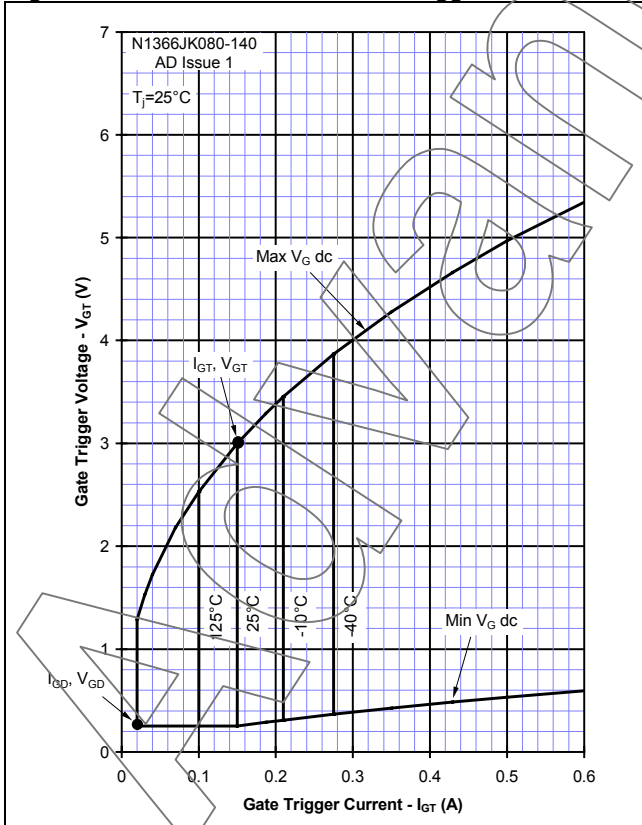 N1366JK080-140
AD Issue 1
Tj=25°C
7
6
5
4
3
2
1
0
Gate Trigger Voltage - VGT (V)
Max VG dc
IGT, VGT
125°C
25°C
-10°C
-40°C
Min VG dc
IGD, VGD
0
0.1
0.2
0.3
0.4
0.5
0.6
Gate Trigger Current - IGT (A)